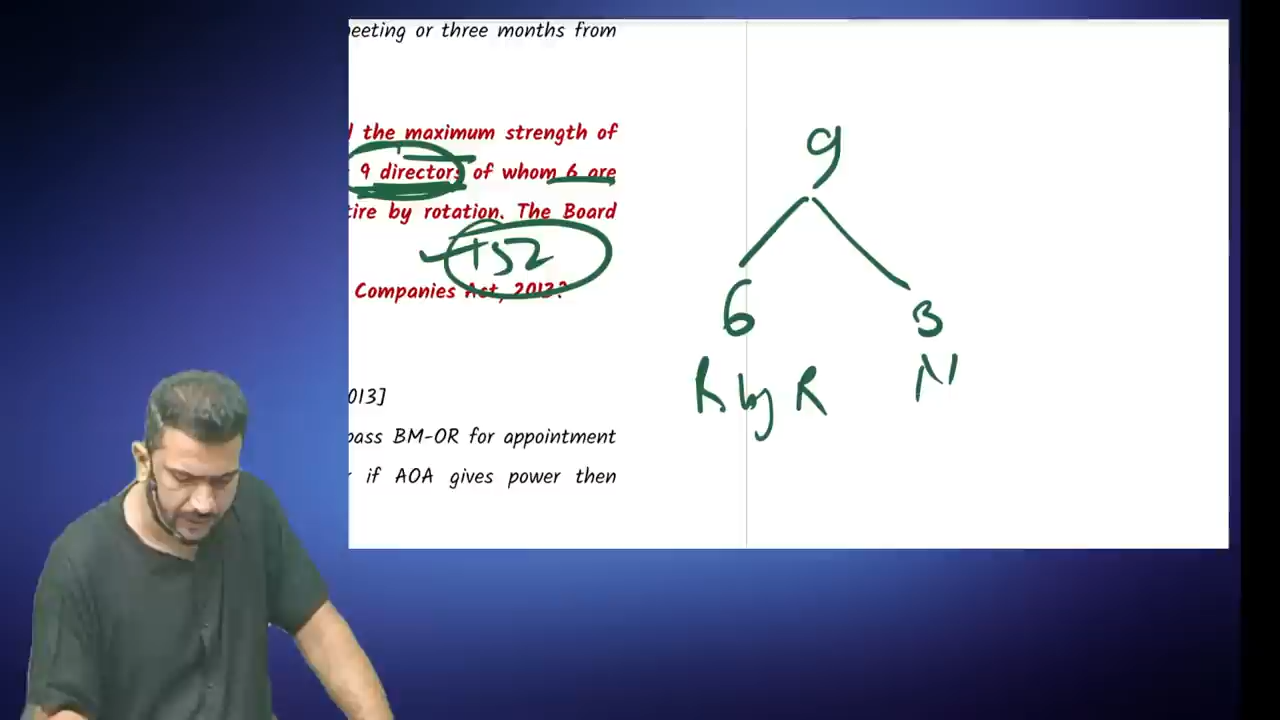 eeting or three months from
the maximum strength of
9 directors of whom 6 are
tire by rotation. The Board
152
Companies Act, 2013?
013]
pass BM-OR for appointment
if AOA gives power then
9
6 3
R by R